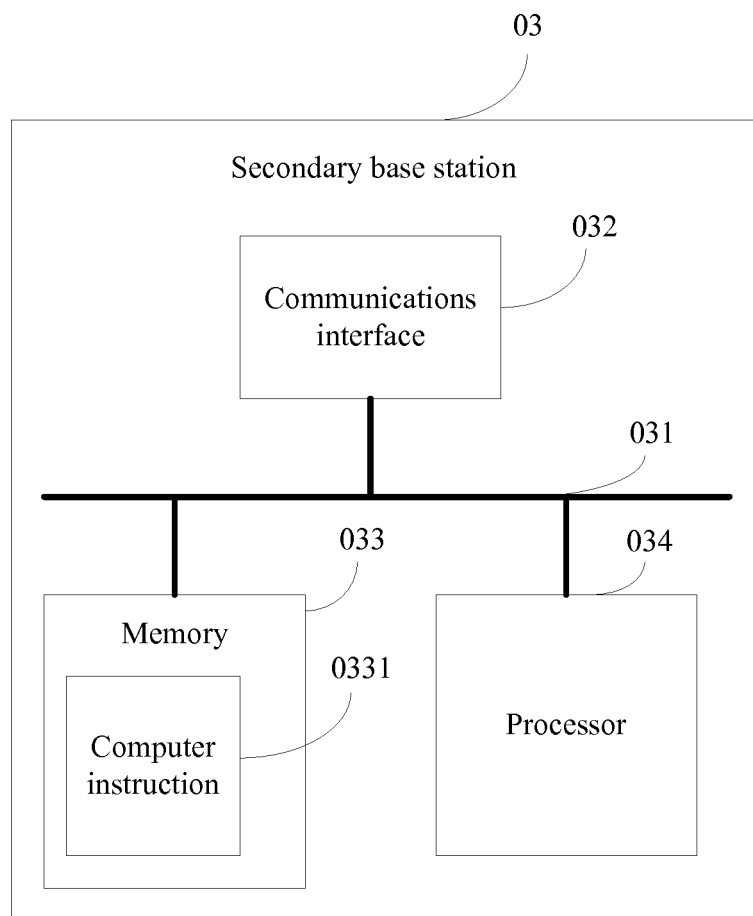 03
Secondary base station
032
Communications
interface
031
033
034
Memory
0331
Computer
instruction
Processor